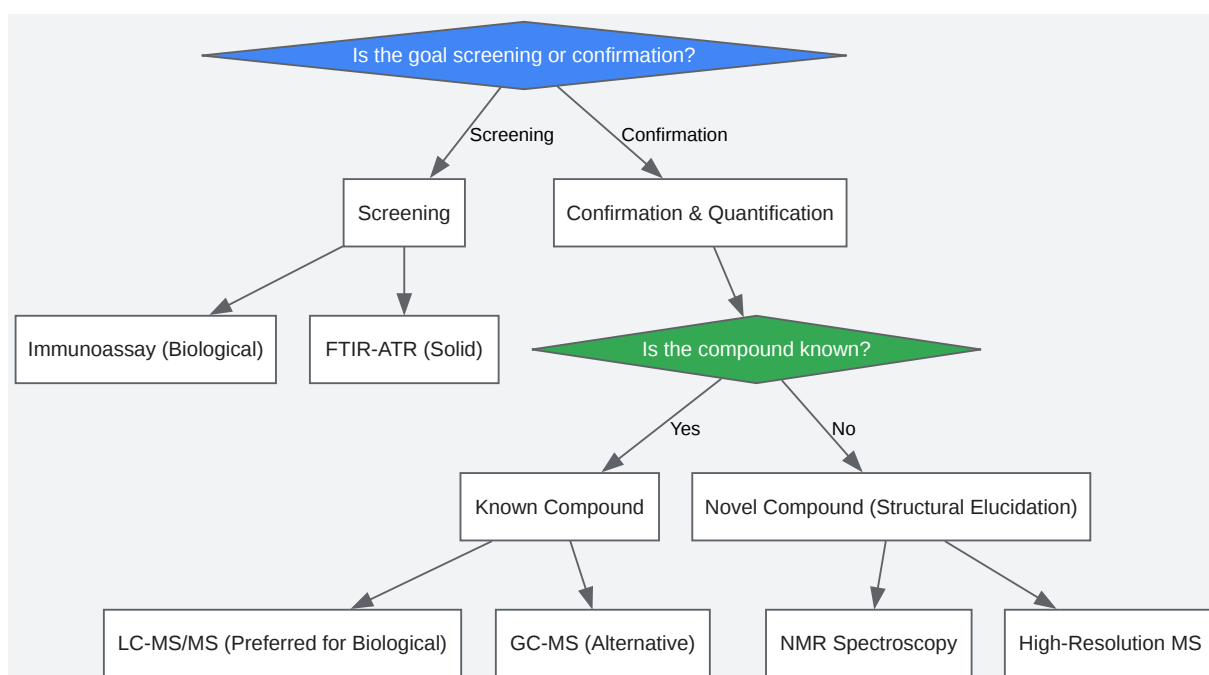 Is the goal screening or confirmation?
Screening
Confirmation
Screening
Confirmation & Quantification
Immunoassay (Biological)
FTIR-ATR (Solid)
Is the compound known?
Yes
No
Known Compound
Novel Compound (Structural Elucidation)
LC-MS/MS (Preferred for Biological)
GC-MS (Alternative)
NMR Spectroscopy
High-Resolution MS